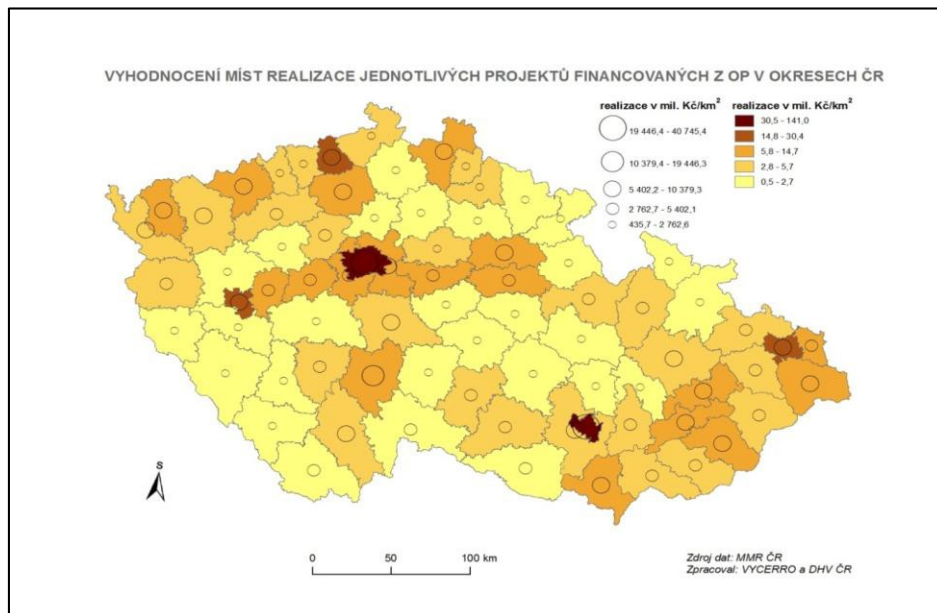 VYHODNOCENÍ MÍST REALIZACE JEDNOTLIVÝCH PROJEKTŮ FINANCOVANÝCH Z OP V OKRESECH ČR
realizace v mil. Kč/km²
19 446,4 - 40 745,4
10 379,4 - 19 446,3
5 402,2 - 10 379,3
2 762,7 - 5 402,1
435,7 - 2 762,6
realizace v mil. Kč/km²
30,5 - 141,0
14,8 - 30,4
5,8 - 14,7
2,8 - 5,7
0,5 - 2,7
S
0 50 100 km
Zdroj dat: MMR ČR
Zpracoval: VYCERRO a DHV ČR